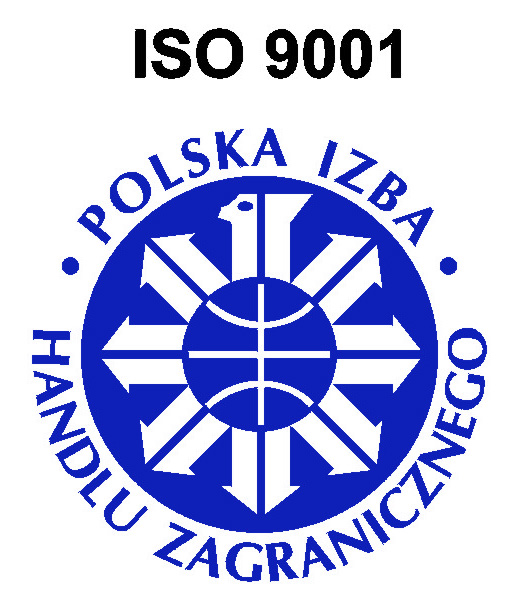 ISO 9001
POLSKA IZBA
HANDLU ZAGRANICZNEGO